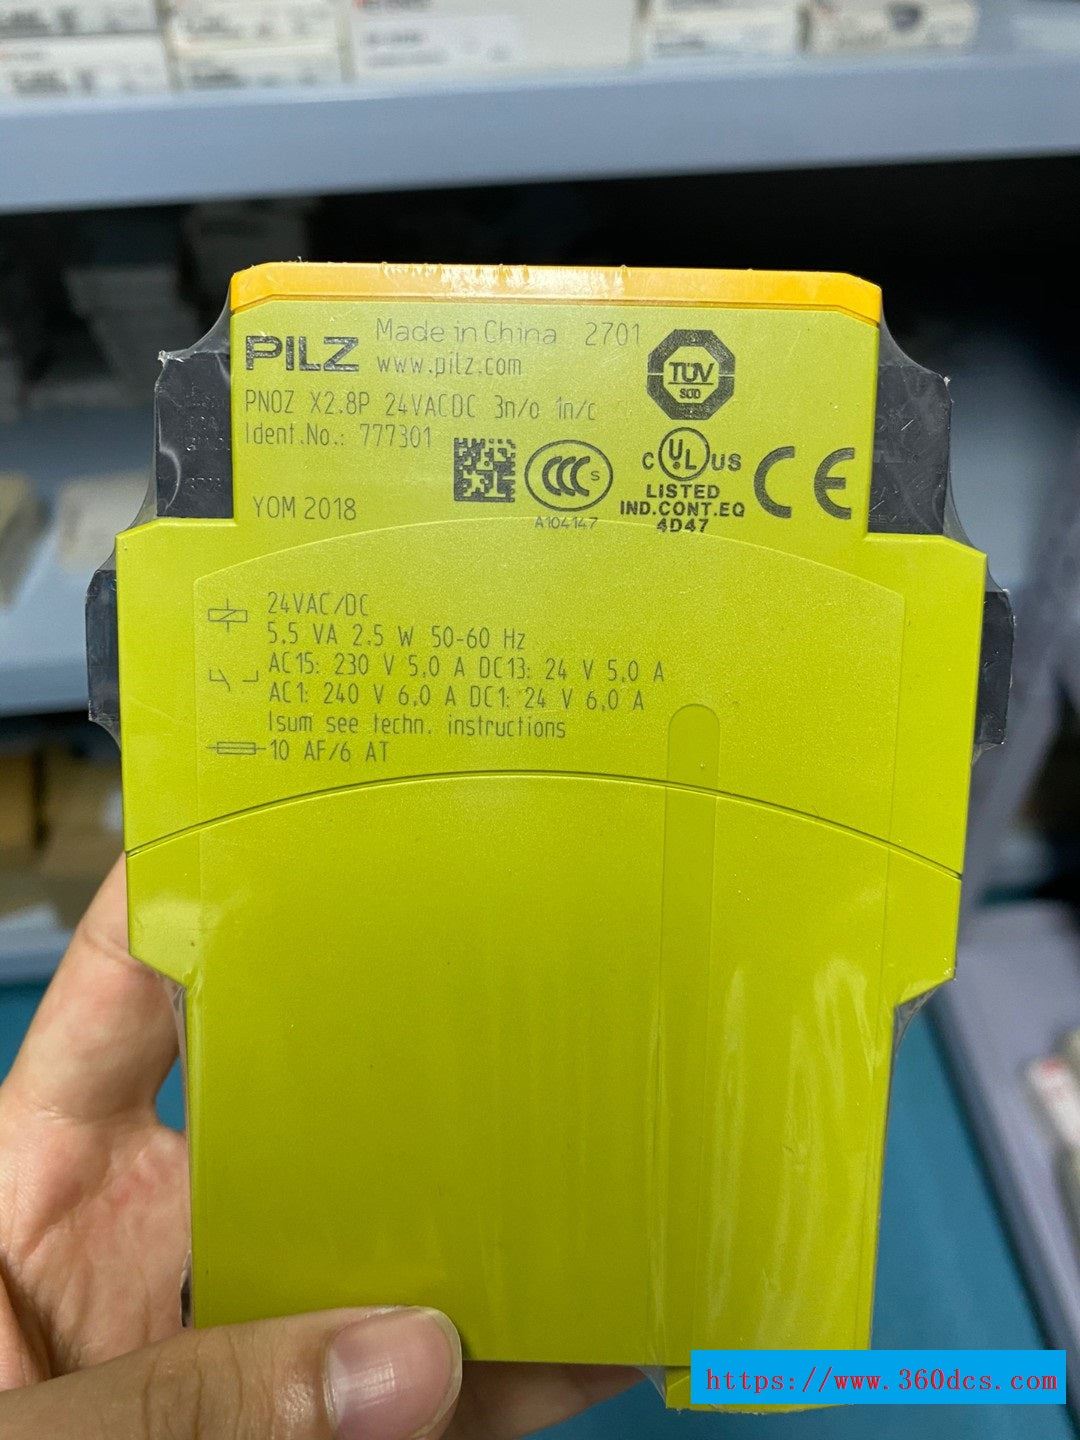 PILZ Made in China 2701
www.pilz.com
PNOZ X2.8P 24VACDC 3n/o 1n/c
Ident.No.: 777301
YOM 2018
TÜV
SÜD
CCC S
A104147
C UL US
LISTED
IND.CONT.EQ
4D47
CE
24VAC/DC
5.5 VA 2.5 W 50-60 Hz
AC15: 230 V 5,0 A DC13: 24 V 5,0 A
AC1: 240 V 6,0 A DC1: 24 V 6,0 A
Isum see techn. instructions
10 AF/6 AT
https://www.360dcs.com